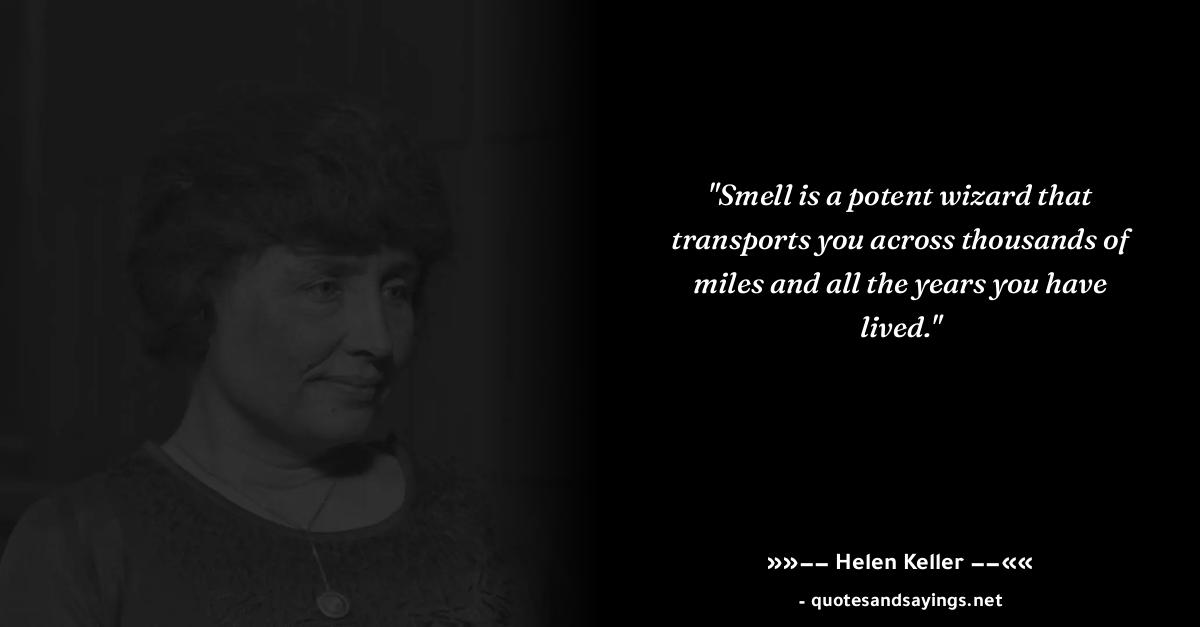 "Smell is a potent wizard that
transports you across thousands of
miles and all the years you have
lived."
»»–– Helen Keller ––««
- quotesandsayings.net